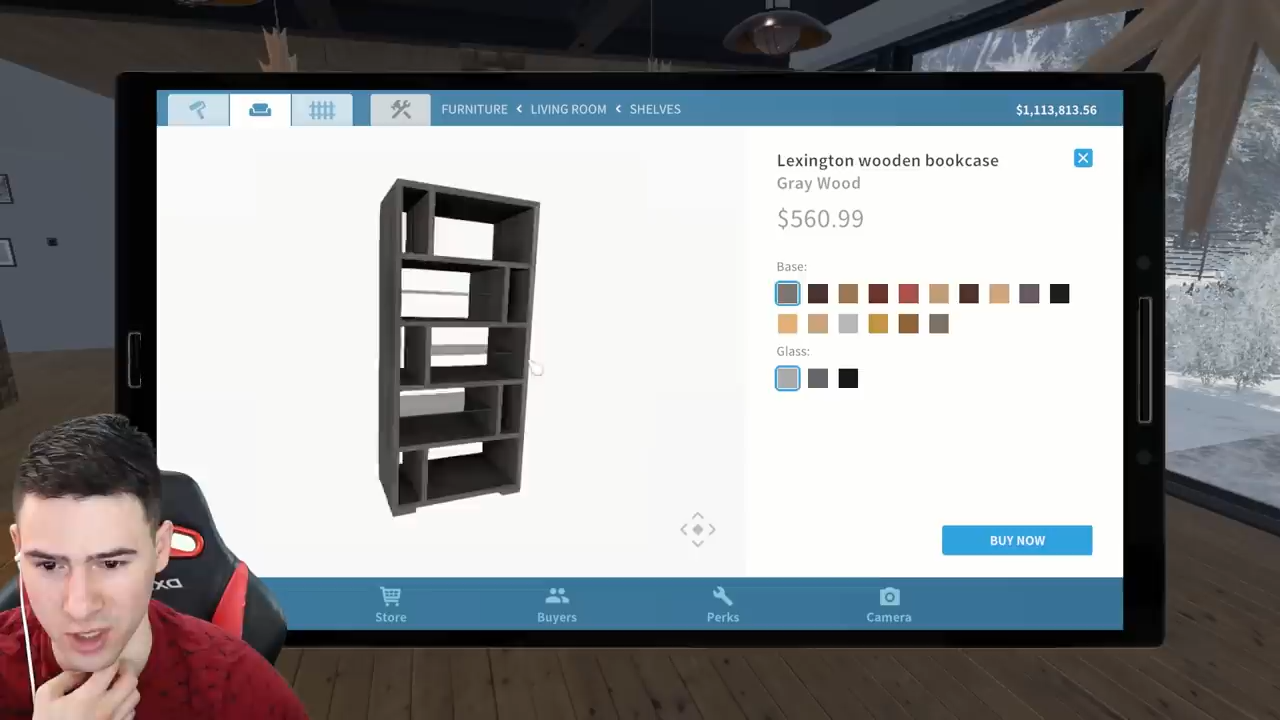 FURNITURE < LIVING ROOM < SHELVES
$1,113,813.56
Lexington wooden bookcase
Gray Wood
$560.99
Base:
Glass:
BUY NOW
Store
Buyers
Perks
Camera